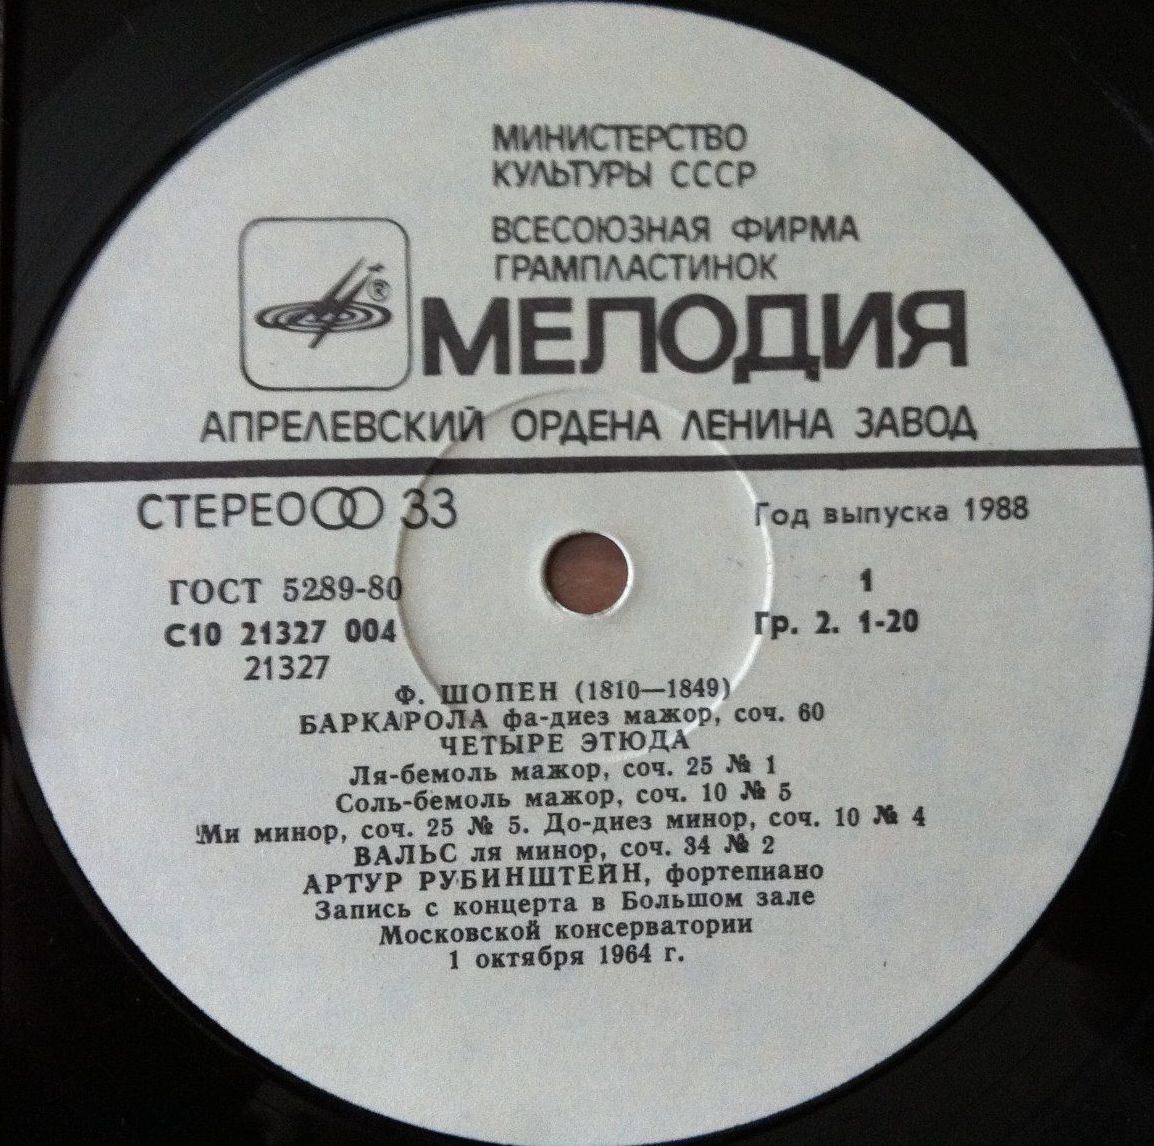 МИНИСТЕРСТВО
КУЛЬТУРЫ СССР
ВСЕСОЮЗНАЯ ФИРМА
ГРАМПЛАСТИНОК
МЕЛОДИЯ
АПРЕЛЕВСКИЙ ОРДЕНА ЛЕНИНА ЗАВОД
СТЕРЕО 33
Год выпуска 1988
ГОСТ 5289-80
1
С10 21327 004
Гр. 2. 1-20
21327
Ф. ШОПЕН (1810—1849)
БАРКАРОЛА фа-диез мажор, соч. 60
ЧЕТЫРЕ ЭТЮДА
Ля-бемоль мажор, соч. 25 № 1
Соль-бемоль мажор, соч. 10 № 5
Ми минор, соч. 25 № 5. До-диез минор, соч. 10 № 4
ВАЛЬС ля минор, соч. 34 № 2
АРТУР РУБИНШТЕЙН, фортепиано
Запись с концерта в Большом зале
Московской консерватории
1 октября 1964 г.